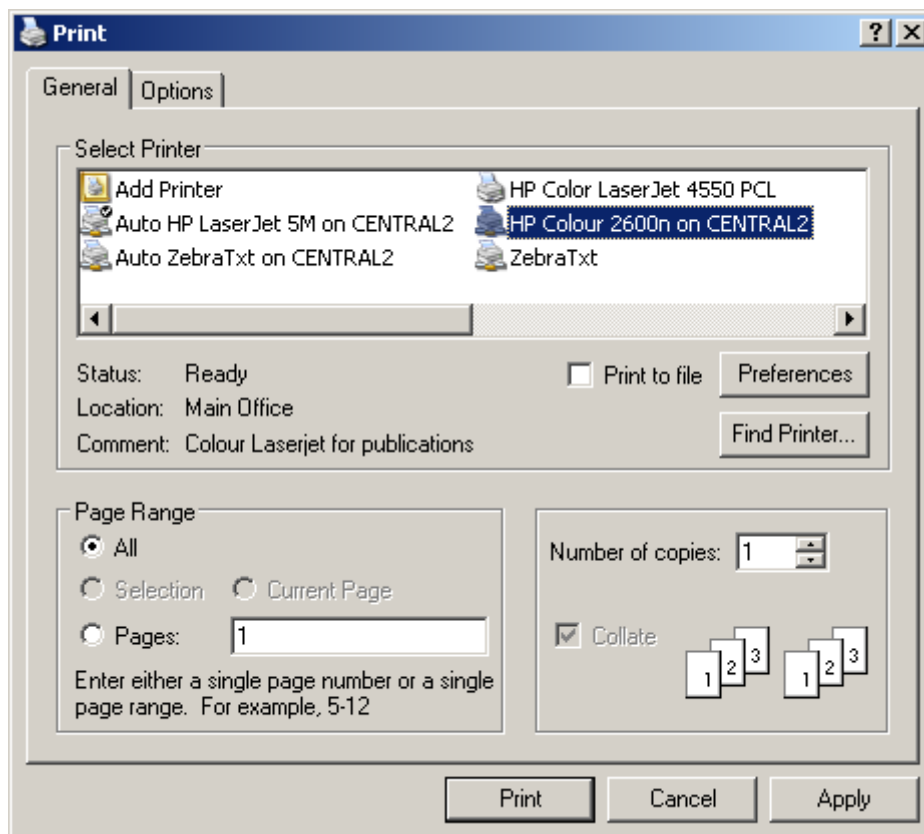 Print
General Options
Select Printer
Add Printer HP Color LaserJet 4550 PCL
Auto HP LaserJet 5M on CENTRAL2 HP Colour 2600n on CENTRAL2
Auto ZebraTxt on CENTRAL2 ZebraTxt
Status: Ready Print to file Preferences
Location: Main Office
Comment: Colour Laserjet for publications Find Printer...
Page Range
All Number of copies: 1
Selection Current Page
Pages: 1 Collate
1 2 3 1 2 3
Enter either a single page number or a single
page range. For example, 5-12
Print Cancel Apply